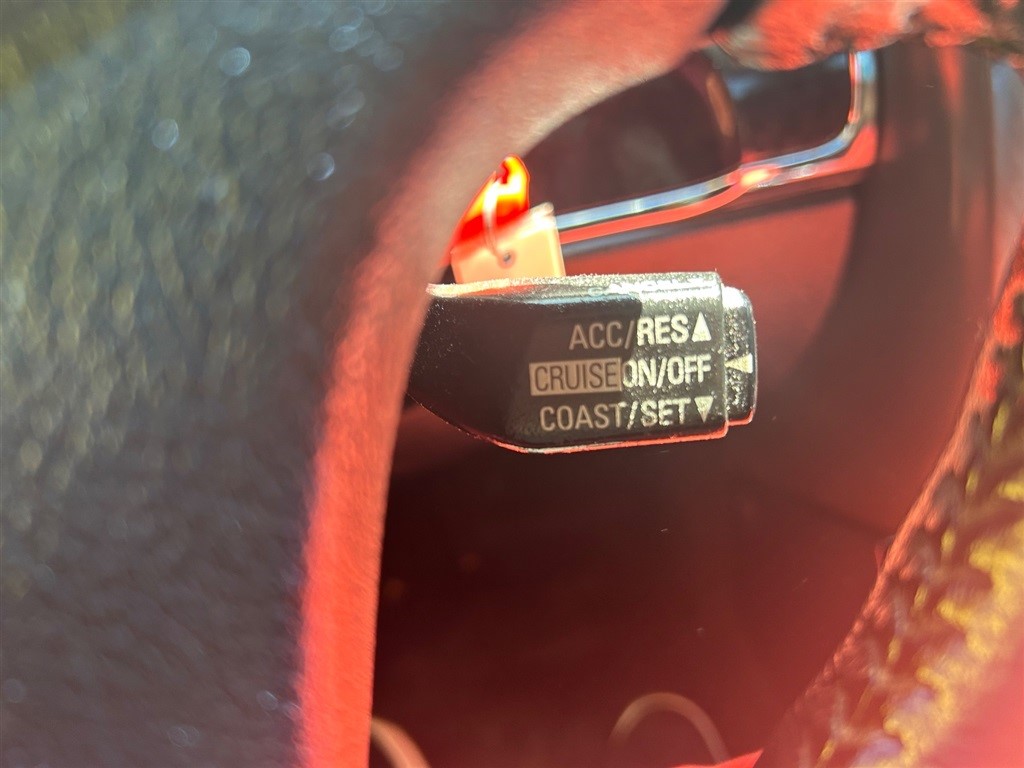 ACC/RES▲
CRUISE ON/OFF ◀
COAST/SET▼